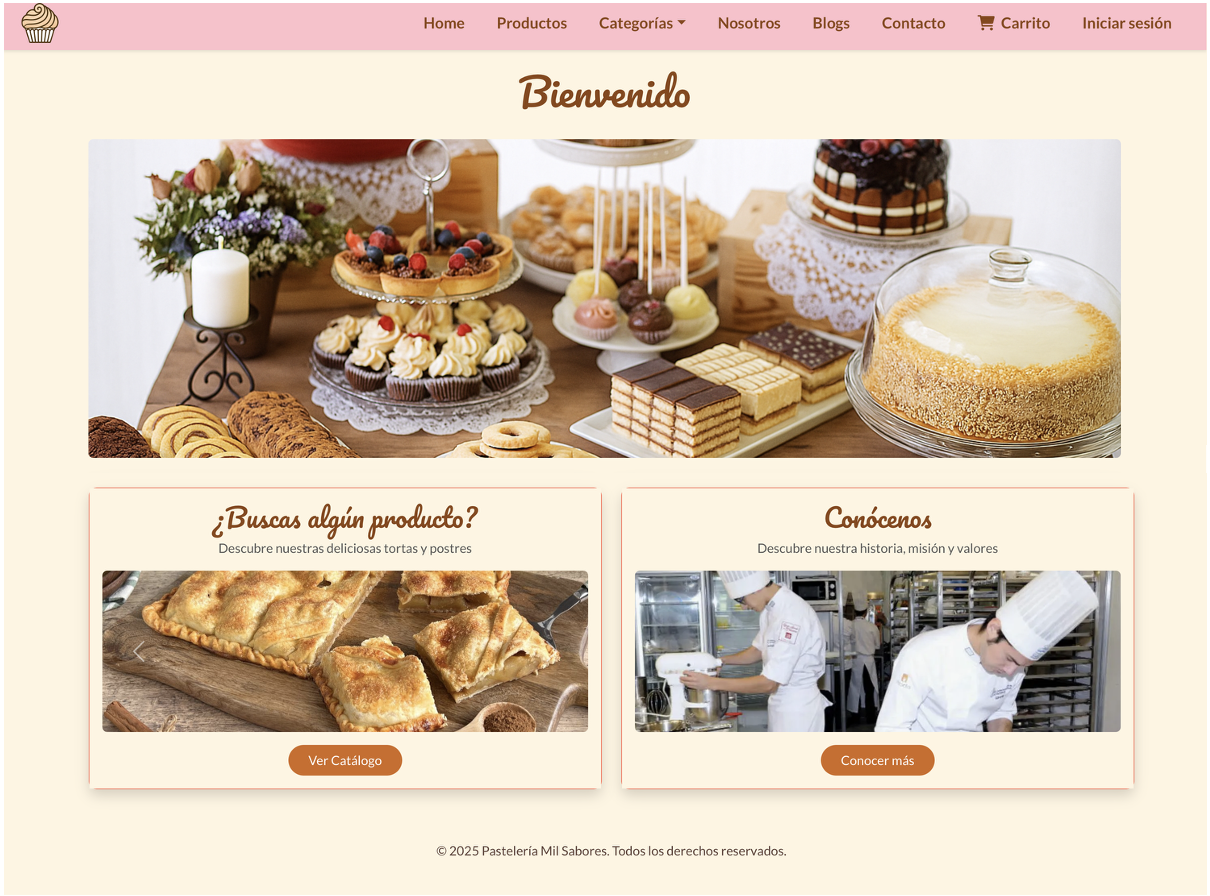 Home Productos Categorías Nosotros Blogs Contacto Carrito Iniciar sesión
Bienvenido
¿Buscas algún producto?
Descubre nuestras deliciosas tortas y postres
Ver Catálogo
Conócenos
Descubre nuestra historia, misión y valores
Conocer más
© 2025 Pastelería Mil Sabores. Todos los derechos reservados.